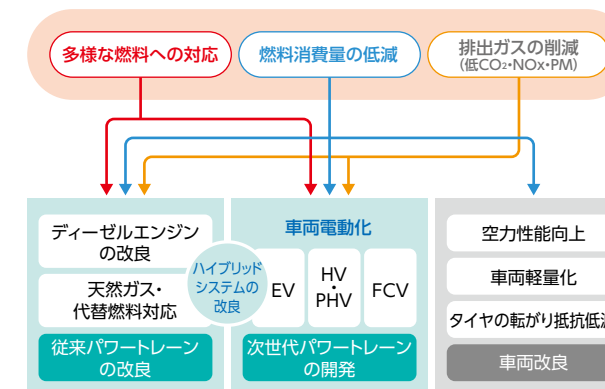 多様な燃料への対応
燃料消費量の低減
排出ガスの削減
(低CO₂・NOx・PM)
ディーゼルエンジン
の改良
天然ガス・
代替燃料対応
従来パワートレーン
の改良
ハイブリッド
システムの
改良
車両電動化
EV
HV
・
PHV
FCV
次世代パワートレーン
の開発
空力性能向上
車両軽量化
タイヤの転がり抵抗低減
車両改良